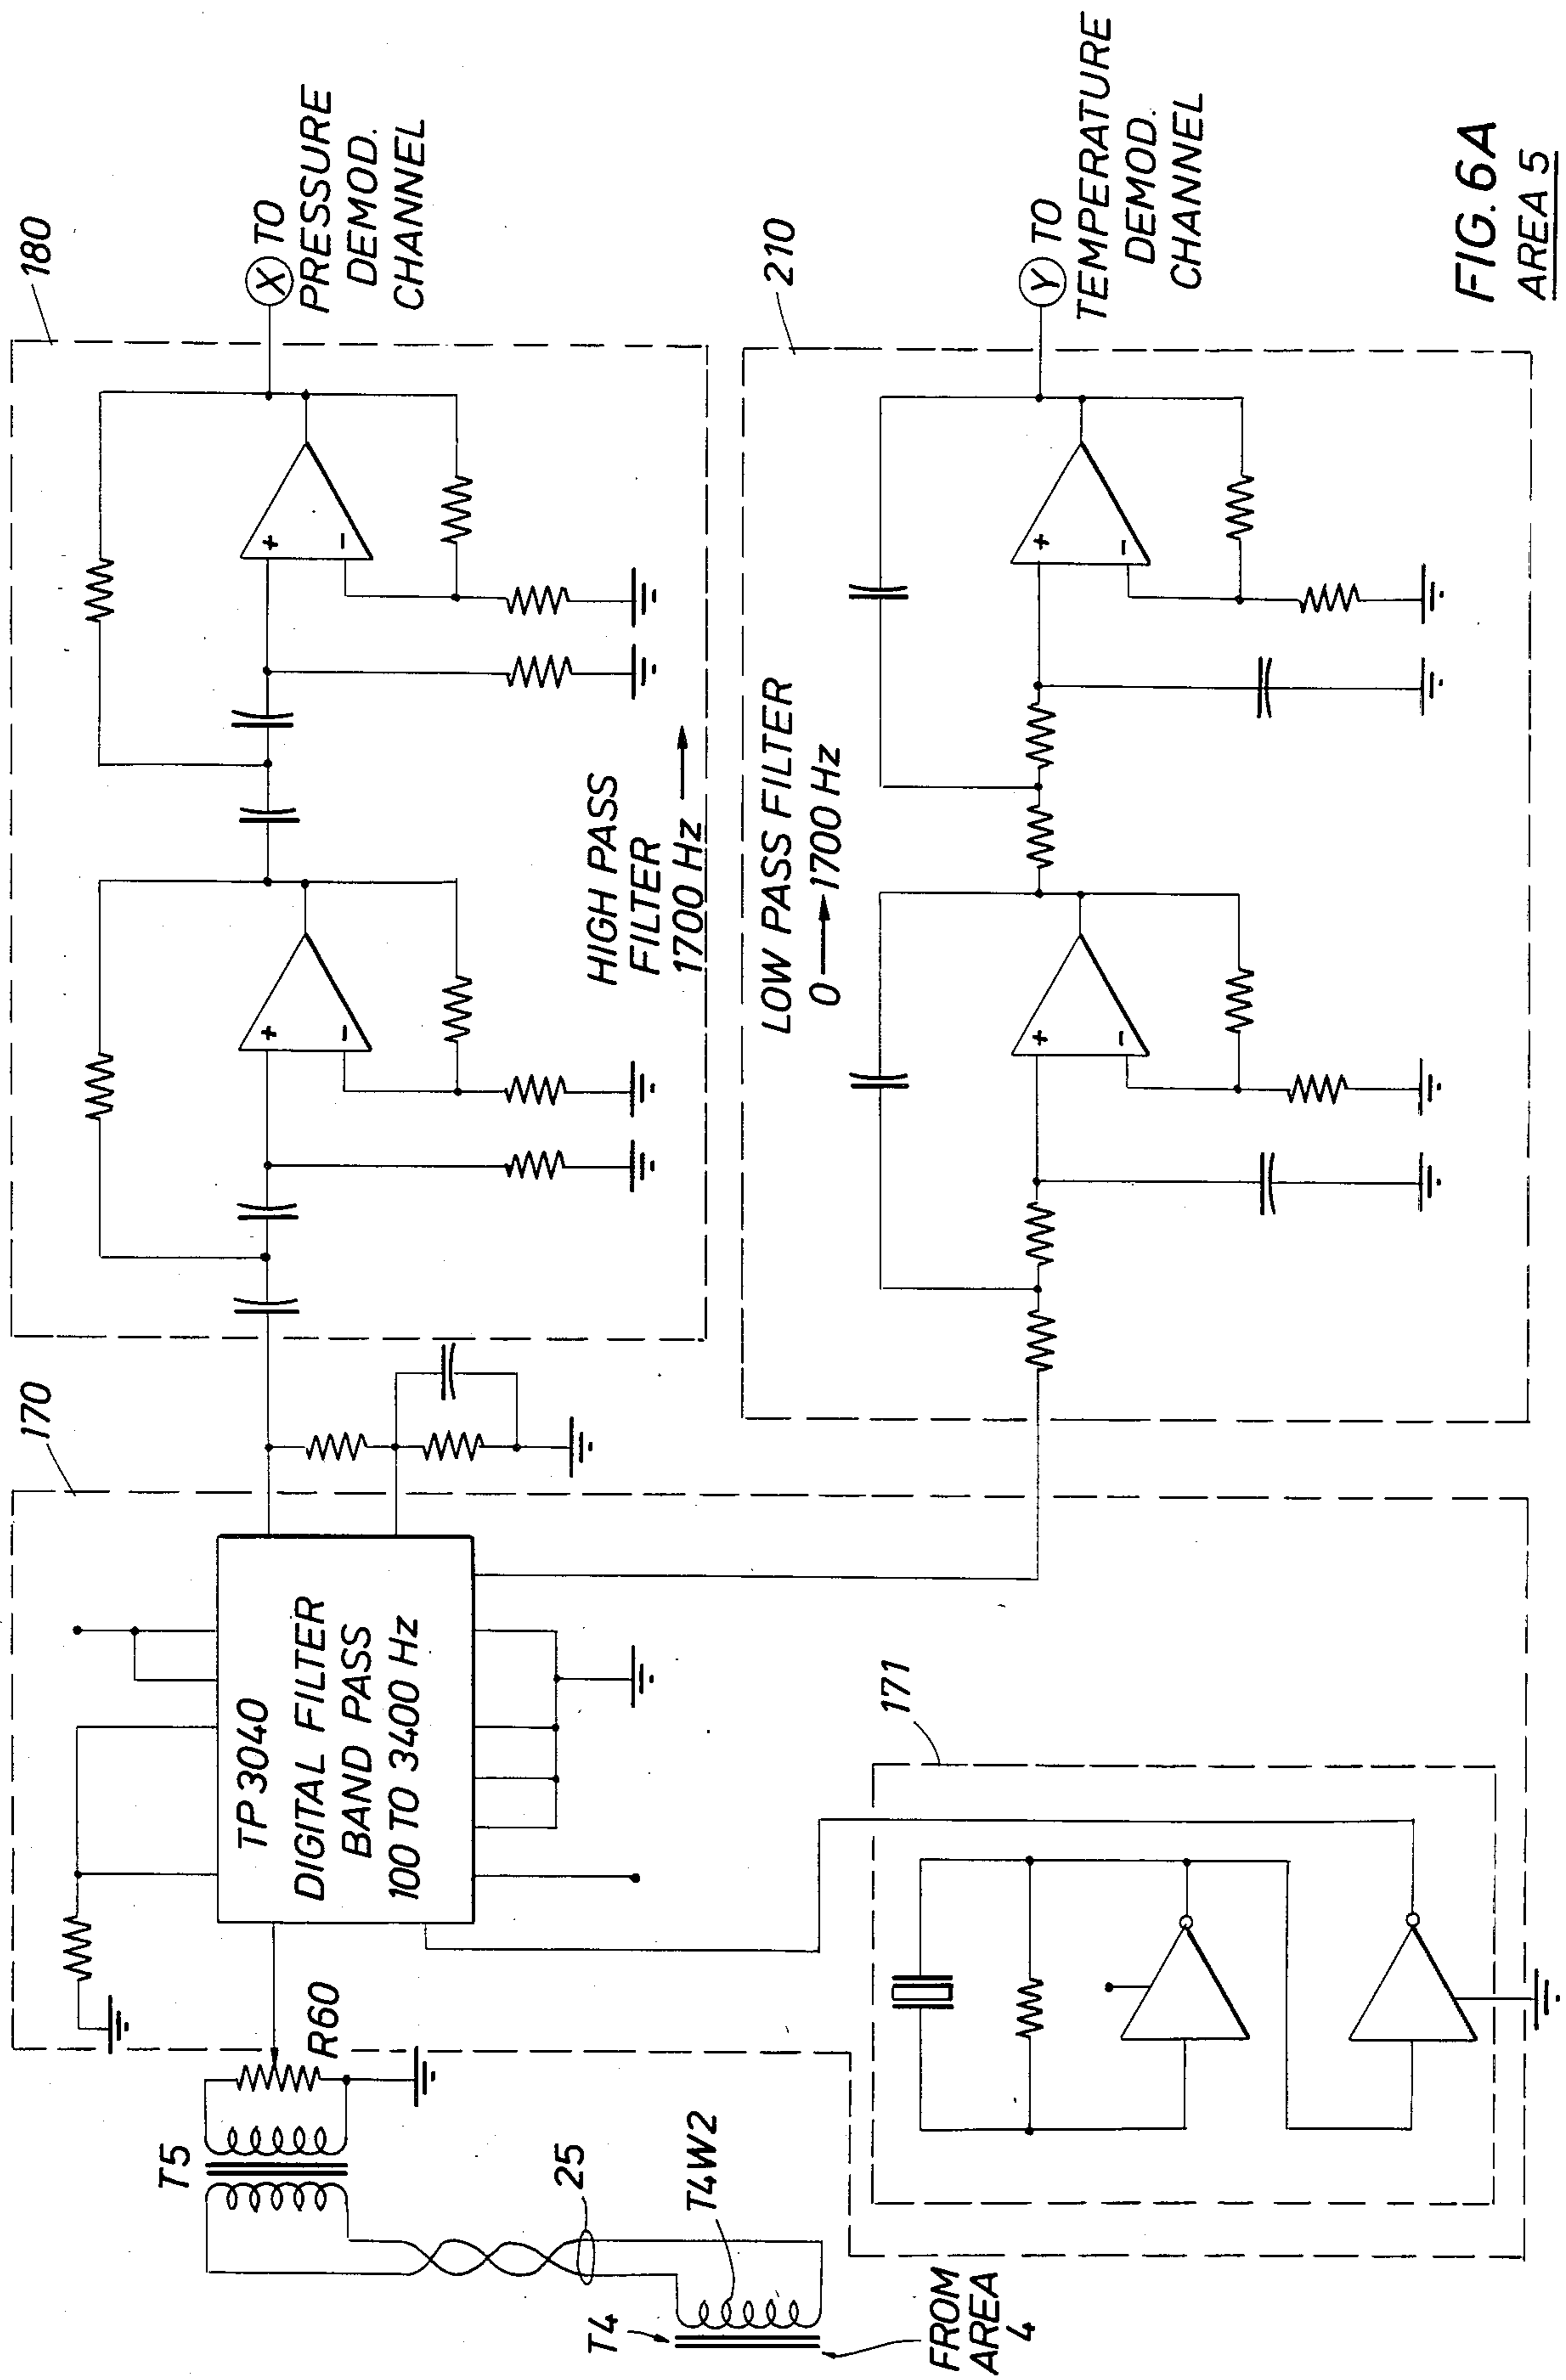 180
X TO
PRESSURE
DEMOD.
CHANNEL
+
−
+
−
HIGH PASS
FILTER
1700 Hz
170
TP3040
DIGITAL FILTER
BAND PASS
100 TO 3400 Hz
R60
T5
25
T4W2
T4
FROM
AREA
4
171
210
LOW PASS FILTER
0 → 1700 Hz
+
−
+
−
Y TO
TEMPERATURE
DEMOD.
CHANNEL
FIG. 6A
AREA 5